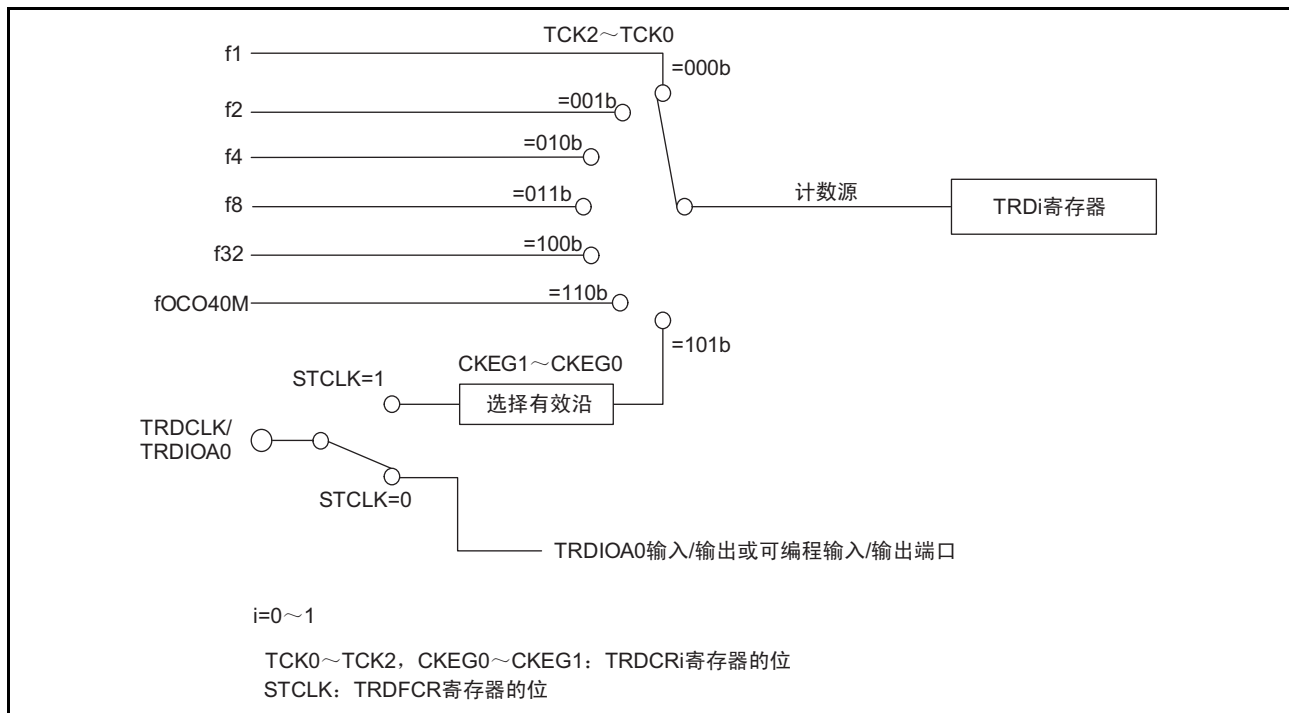 TCK2～TCK0
f1
=000b
f2
=001b
f4
=010b
f8
=011b
计数源
TRDi寄存器
f32
=100b
fOCO40M
=110b
=101b
CKEG1～CKEG0
STCLK=1
选择有效沿
TRDCLK/
TRDIOA0
STCLK=0
TRDIOA0输入/输出或可编程输入/输出端口
i=0～1
TCK0～TCK2，CKEG0～CKEG1：TRDCRi寄存器的位
STCLK：TRDFCR寄存器的位